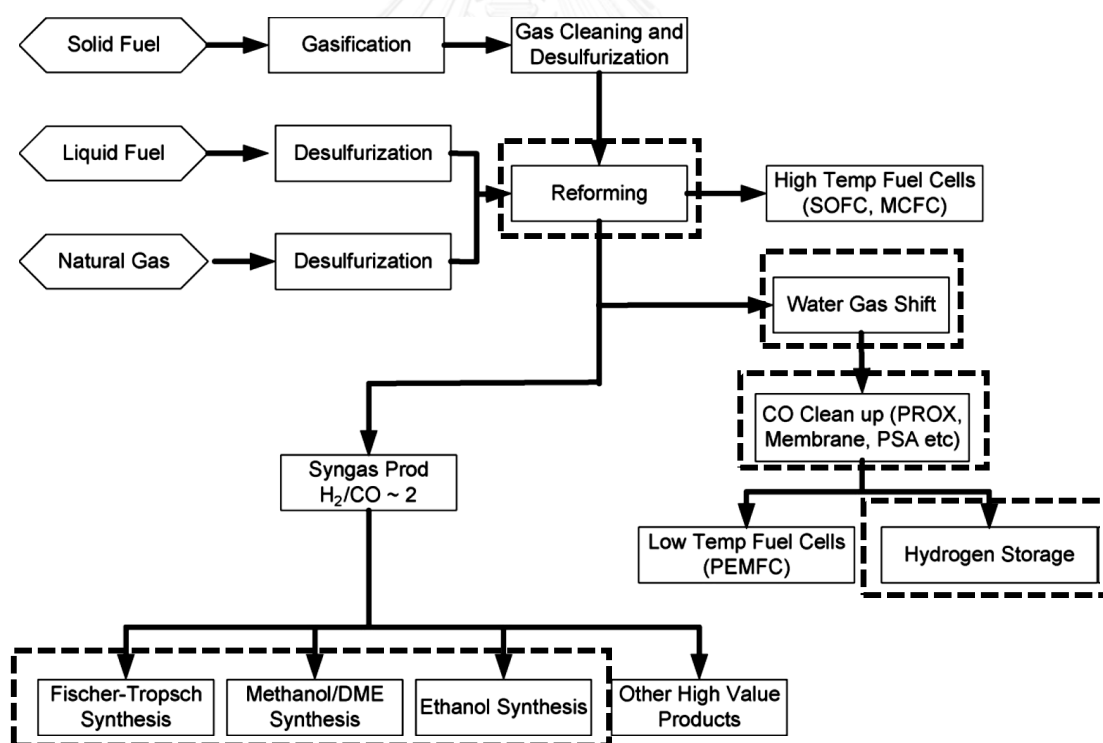 Solid Fuel
Gasification
Gas Cleaning and
Desulfurization
Liquid Fuel
Desulfurization
Reforming
High Temp Fuel Cells
(SOFC, MCFC)
Natural Gas
Desulfurization
Water Gas Shift
CO Clean up (PROX,
Membrane, PSA etc)
Syngas Prod
H₂/CO ~ 2
Low Temp Fuel Cells
(PEMFC)
Hydrogen Storage
Fischer-Tropsch
Synthesis
Methanol/DME
Synthesis
Ethanol Synthesis
Other High Value
Products